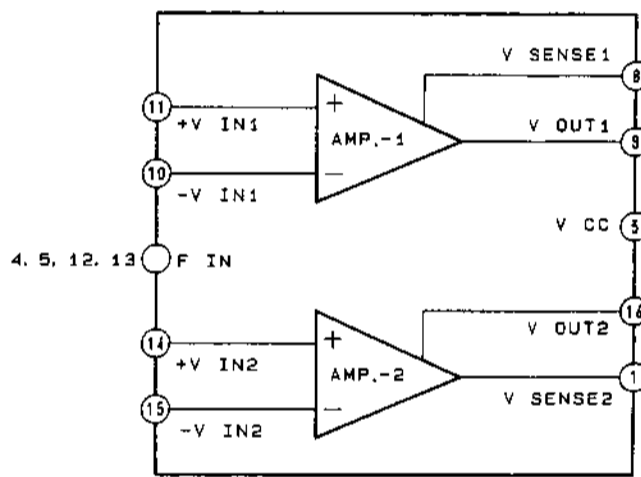 V SENSE1
8
11
+V IN1
+
AMP.-1
V OUT1
9
10
-V IN1
-
V CC
3
4, 5, 12, 13
F IN
16
14
+V IN2
+
V OUT2
AMP.-2
1
15
-V IN2
-
V SENSE2